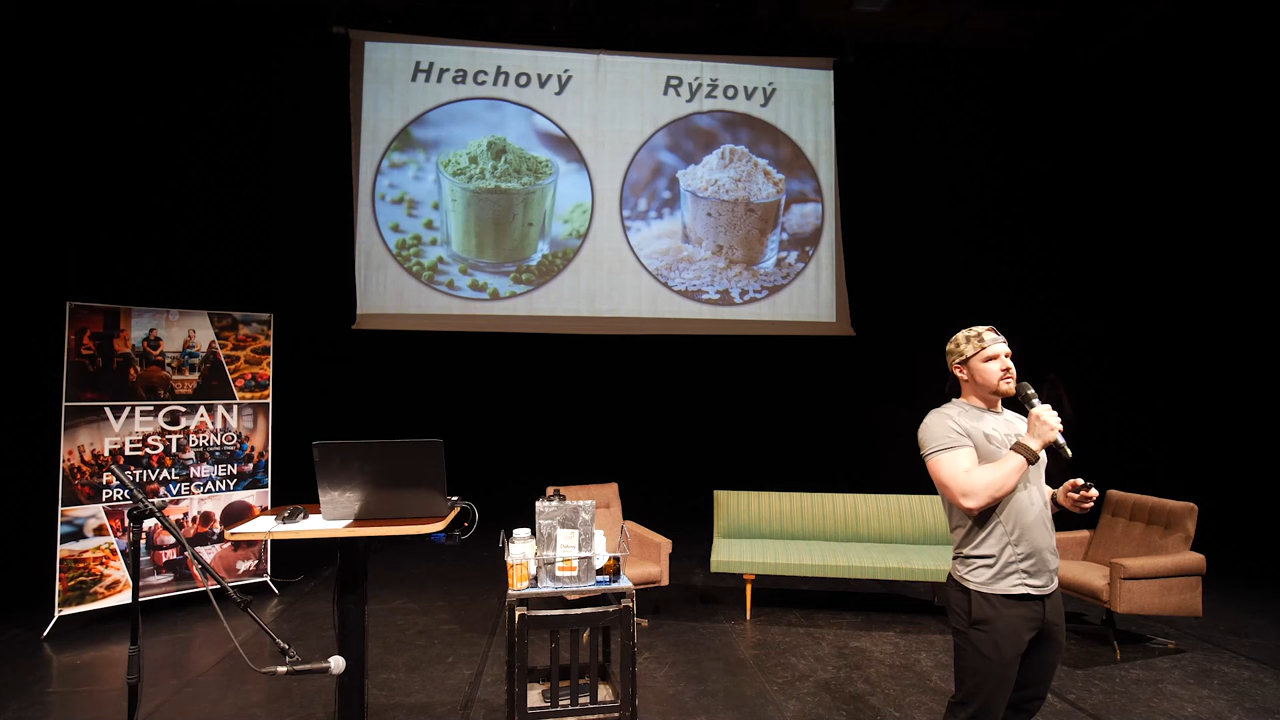 Hrachový
Rýžový
VEGAN
FEST BRNO
FESTIVAL NEJEN
PRO VEGANY